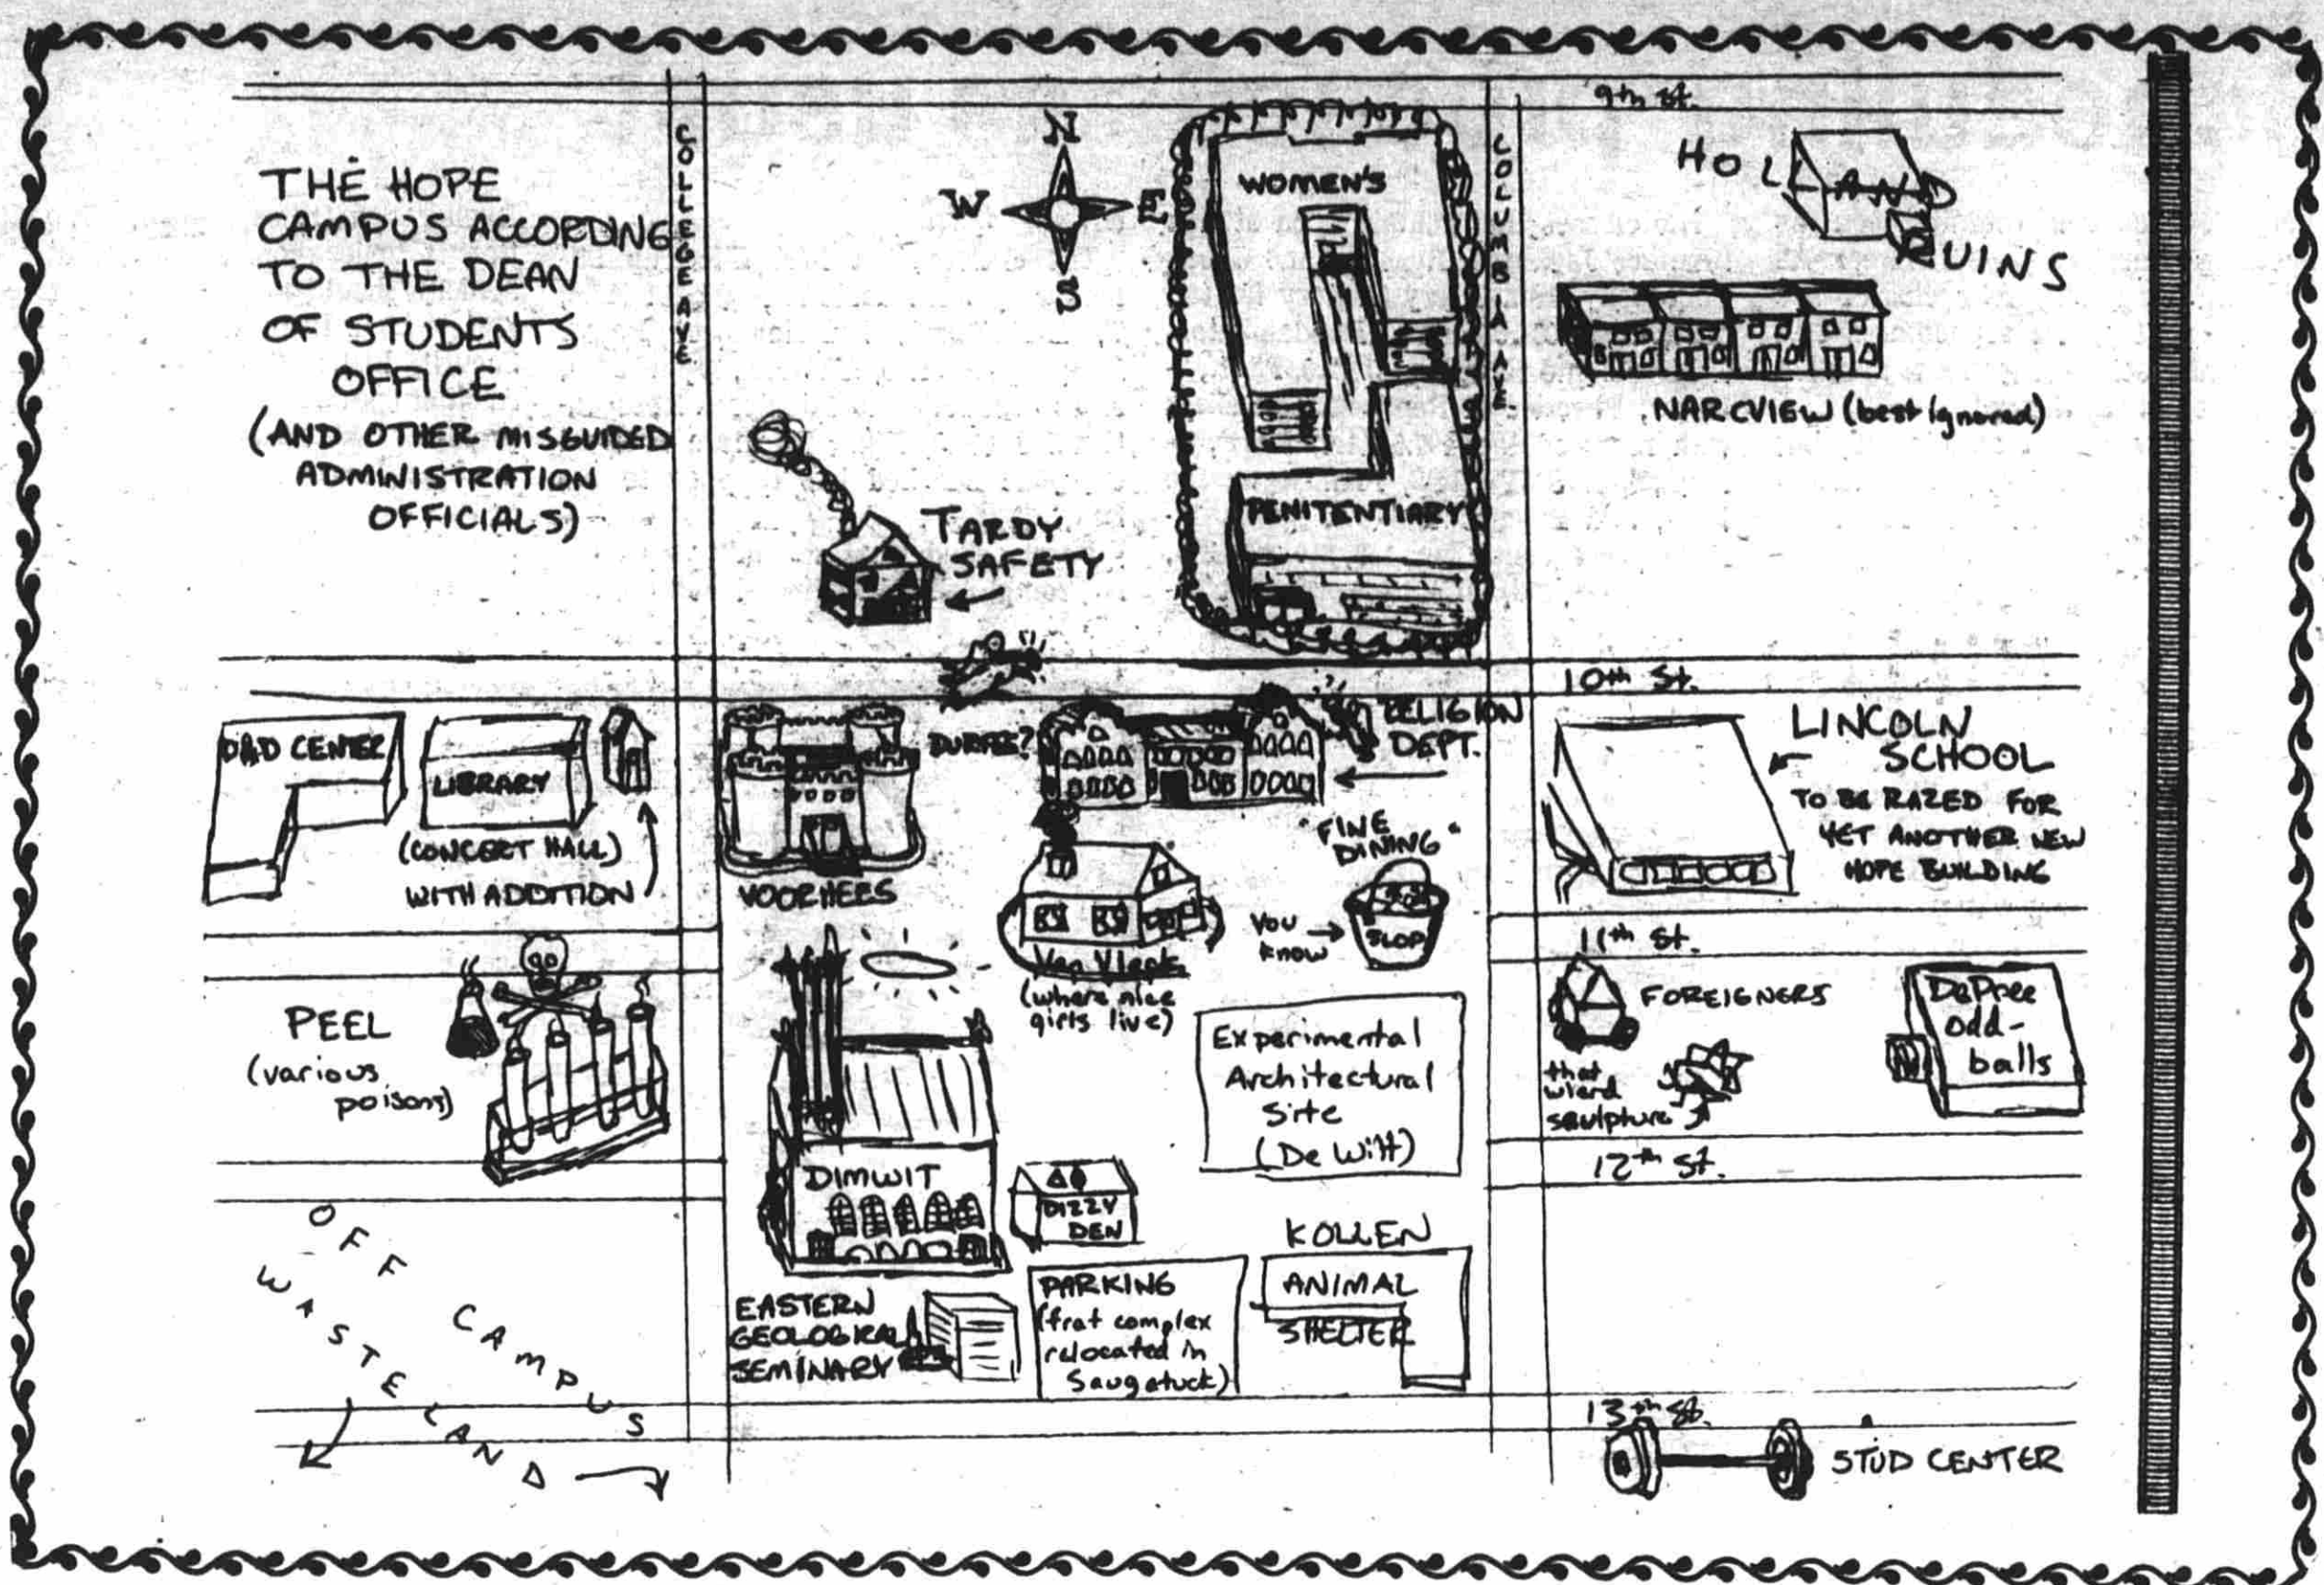 THE HOPE
CAMPUS ACCORDING
TO THE DEAN
OF STUDENTS
OFFICE
(AND OTHER MISGUIDED
ADMINISTRATION
OFFICIALS)
COLLEGE AVE.
N
W
E
S
WOMEN'S
PENITENTIARY
COLUMBIA AVE.
9th st.
HOLLAND
RUINS
NARCVIEW (best ignored)
TARDY
SAFETY
10th St.
CENTER
LIBRARY
(CONCERT HALL)
WITH ADDITION
VOORHEES
DURFEE?
RELIGION
DEPT.
"FINE
DINING"
YOU
KNOW
SLOP
Van Vleck
(where nice
girls live)
LINCOLN
SCHOOL
TO BE RAZED FOR
YET ANOTHER NEW
HOPE BUILDING
11th St.
PEEL
(various
poisons)
DIMWIT
DIZZY
DEN
Experimental
Architectural
Site
(De Witt)
FOREIGNERS
that
wierd
sculpture
DePree
odd-
balls
12th St.
OFF CAMPUS
WASTELAND
EASTERN
GEOLOGICAL
SEMINARY
PARKING
(frat complex
relocated in
Saugatuck)
KOLLEN
ANIMAL
SHELTER
13th St.
STUD CENTER